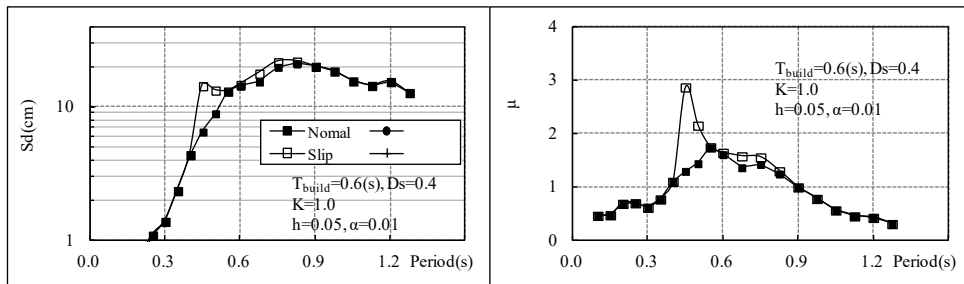 10
1
Sd(cm)
Nomal
Slip
T_build=0.6(s), Ds=0.4
K=1.0
h=0.05, α=0.01
0.0 0.3 0.6 0.9 1.2 Period(s)
4
3
2
1
0
μ
T_build=0.6(s), Ds=0.4
K=1.0
h=0.05, α=0.01
0.0 0.3 0.6 0.9 1.2 Period(s)